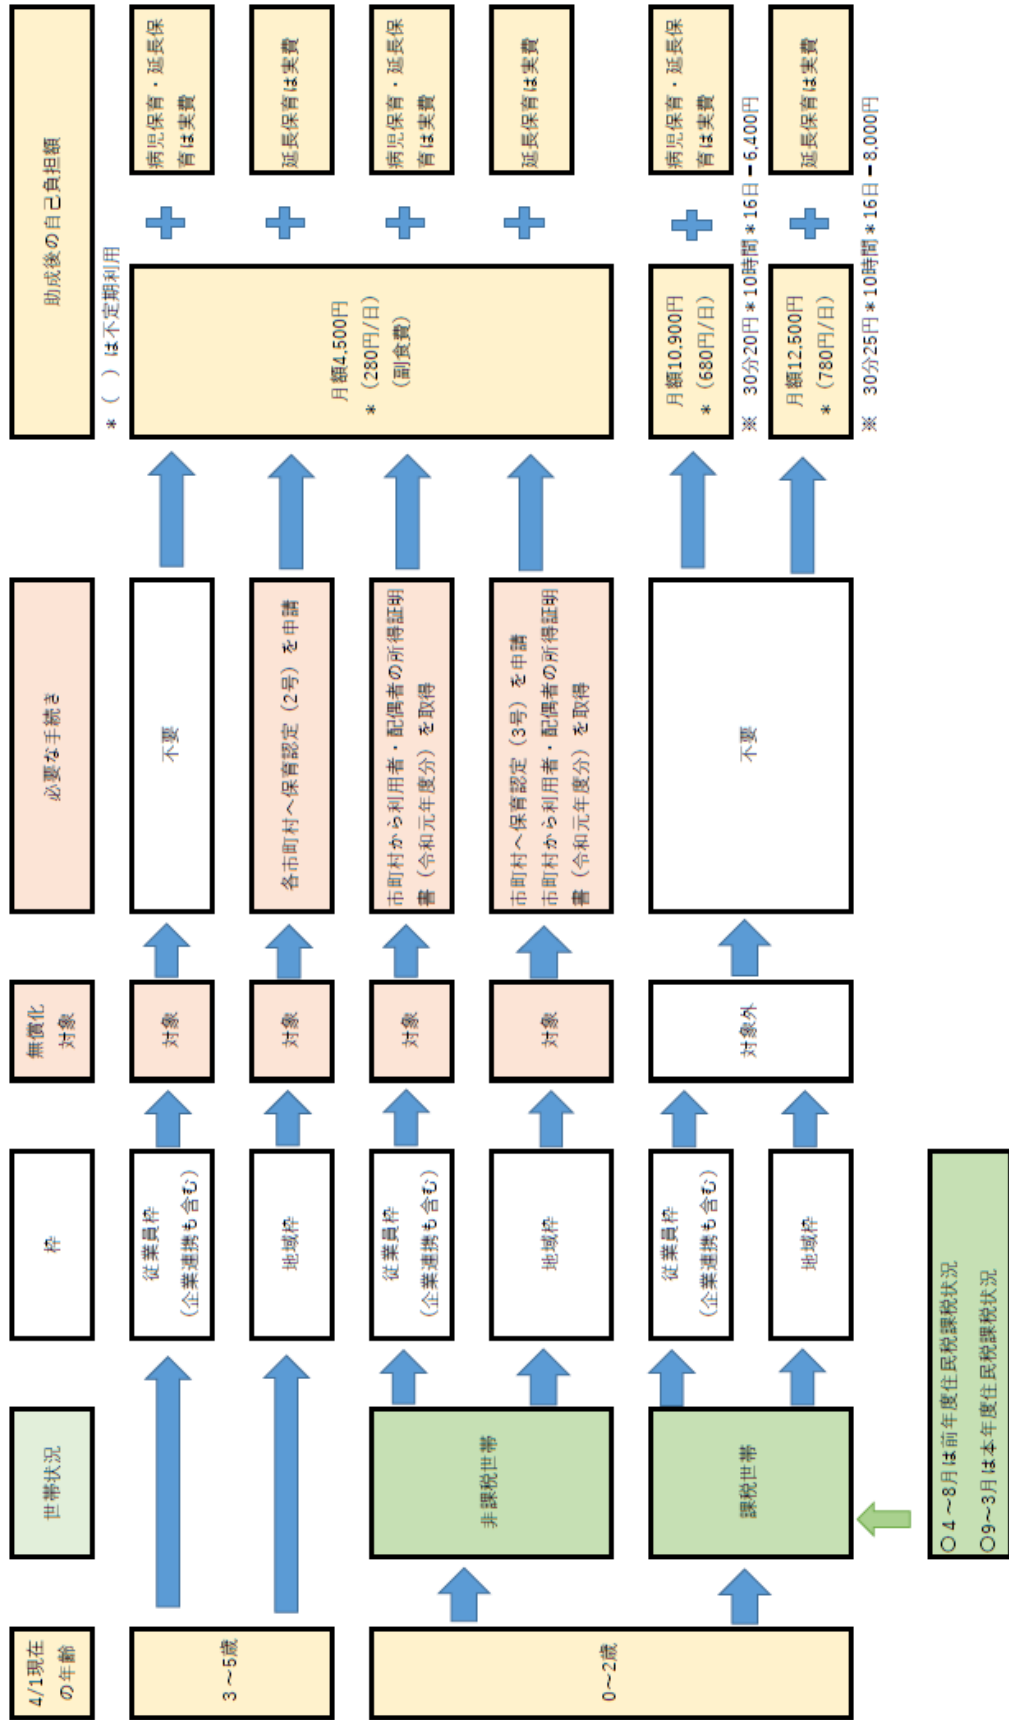 4/1現在
の年齢
世帯状況
枠
無償化
対象
必要な手続き
助成後の自己負担額
*（　）は不定期利用
3～5歳
従業員枠
（企業連携も含む）
対象
不要
月額4,500円
*（280円/日）
（副食費）
病児保育・延長保
育は実費
地域枠
対象
各市町村へ保育認定（2号）を申請
延長保育は実費
0～2歳
非課税世帯
従業員枠
（企業連携も含む）
対象
市町村から利用者・配偶者の所得証明
書（令和元年度分）を取得
病児保育・延長保
育は実費
地域枠
対象
市町村へ保育認定（3号）を申請
市町村から利用者・配偶者の所得証明
書（令和元年度分）を取得
延長保育は実費
課税世帯
従業員枠
（企業連携も含む）
対象外
不要
月額10,900円
*（680円/日）
病児保育・延長保
育は実費
※　30分20円*10時間*16日－6,400円
地域枠
月額12,500円
*（780円/日）
延長保育は実費
※　30分25円*10時間*16日－8,000円
〇4～8月は前年度住民税課税状況
〇9～3月は本年度住民税課税状況